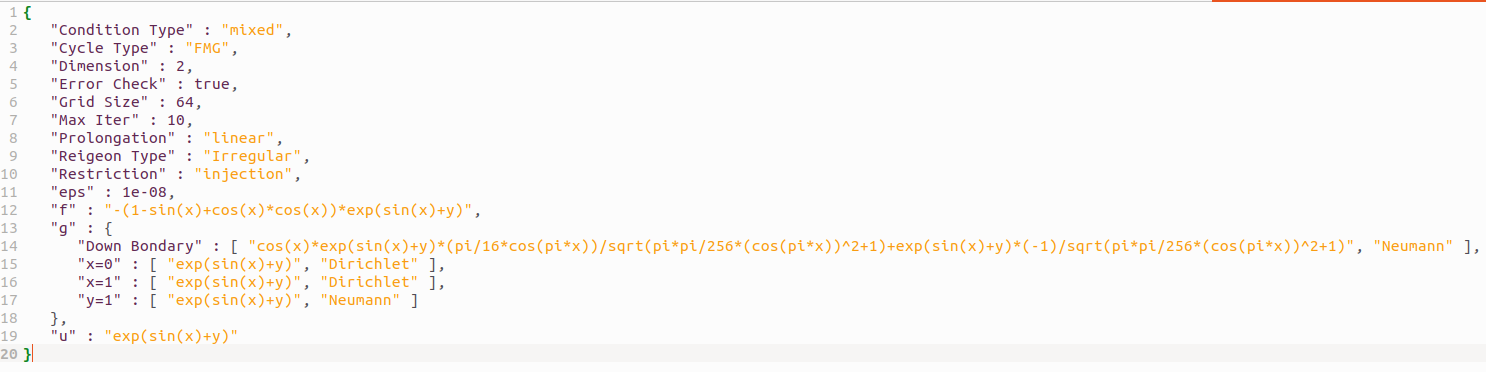 1 {
2 "Condition Type" : "mixed",
3 "Cycle Type" : "FMG",
4 "Dimension" : 2,
5 "Error Check" : true,
6 "Grid Size" : 64,
7 "Max Iter" : 10,
8 "Prolongation" : "linear",
9 "Reigeon Type" : "Irregular",
10 "Restriction" : "injection",
11 "eps" : 1e-08,
12 "f" : "-(1-sin(x)+cos(x)*cos(x))*exp(sin(x)+y)",
13 "g" : {
14 "Down Bondary" : [ "cos(x)*exp(sin(x)+y)*(pi/16*cos(pi*x))/sqrt(pi*pi/256*(cos(pi*x))^2+1)+exp(sin(x)+y)*(-1)/sqrt(pi*pi/256*(cos(pi*x))^2+1)", "Neumann" ],
15 "x=0" : [ "exp(sin(x)+y)", "Dirichlet" ],
16 "x=1" : [ "exp(sin(x)+y)", "Dirichlet" ],
17 "y=1" : [ "exp(sin(x)+y)", "Neumann" ]
18 },
19 "u" : "exp(sin(x)+y)"
20 }